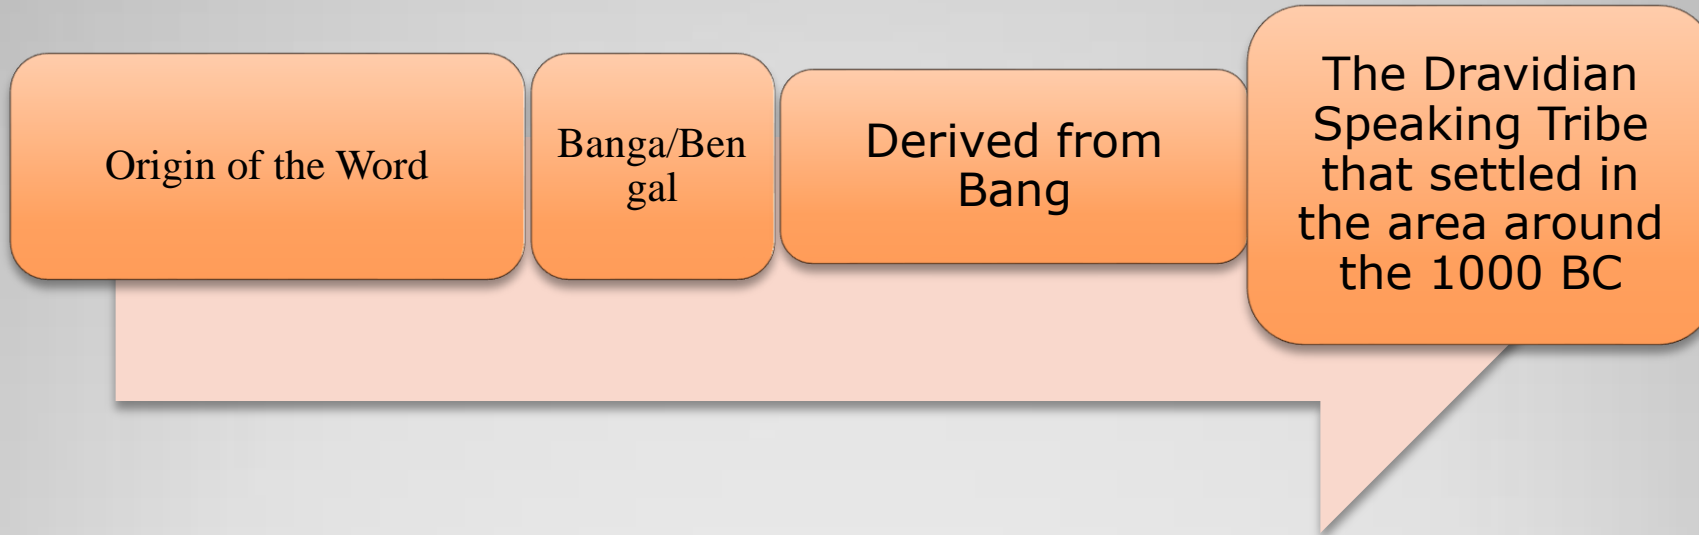 Origin of the Word
Banga/Ben
gal
Derived from
Bang
The Dravidian
Speaking Tribe
that settled in
the area around
the 1000 BC